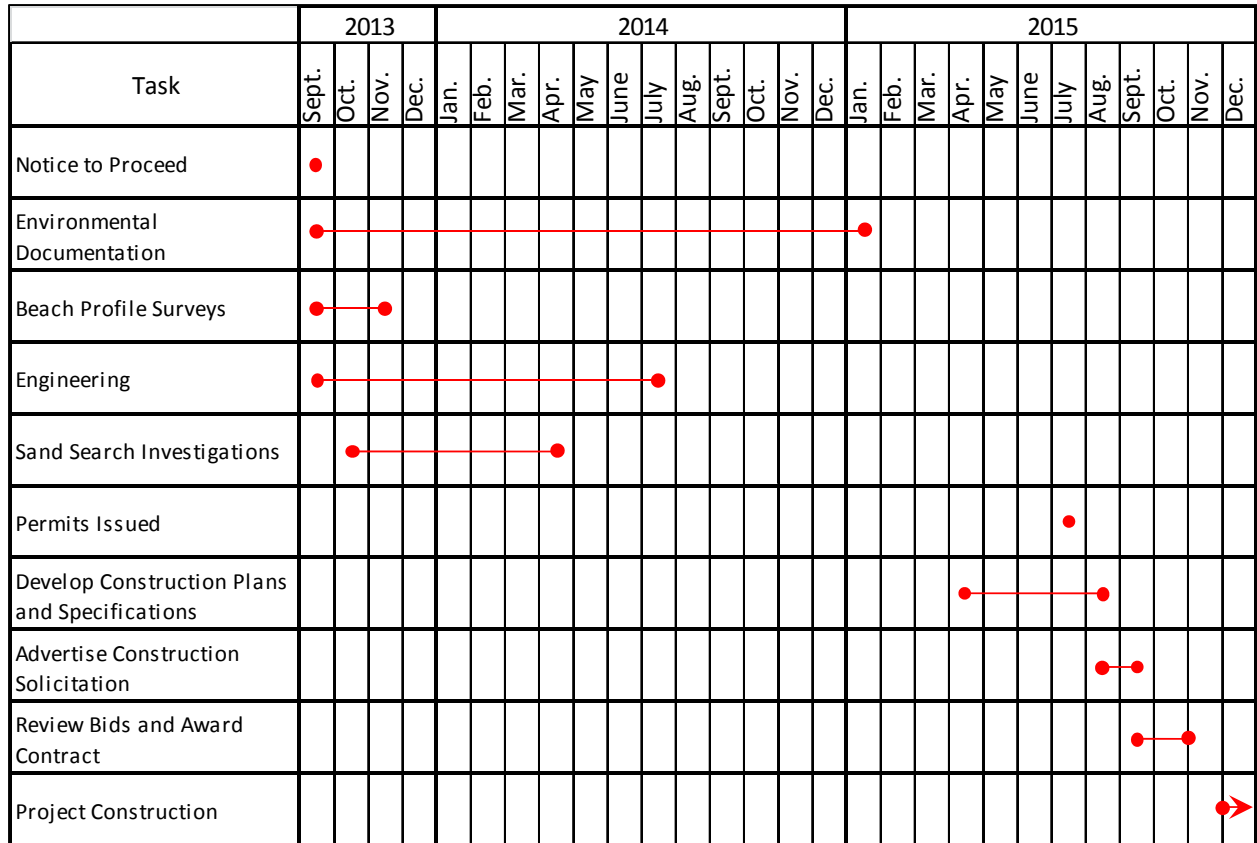 2013 2014 2015
Task Sept. Oct. Nov. Dec. Jan. Feb. Mar. Apr. May June July Aug. Sept. Oct. Nov. Dec. Jan. Feb. Mar. Apr. May June July Aug. Sept. Oct. Nov. Dec.
Notice to Proceed
Environmental
Documentation
Beach Profile Surveys
Engineering
Sand Search Investigations
Permits Issued
Develop Construction Plans
and Specifications
Advertise Construction
Solicitation
Review Bids and Award
Contract
Project Construction